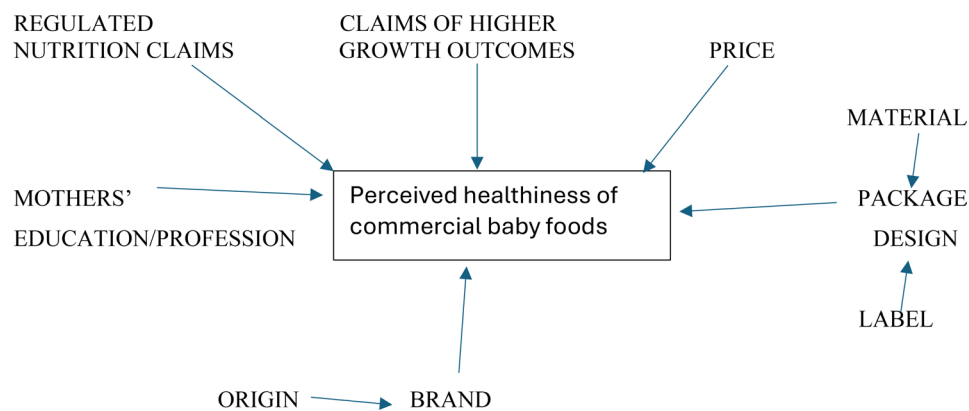 REGULATED
NUTRITION CLAIMS
CLAIMS OF HIGHER
GROWTH OUTCOMES
PRICE
MATERIAL
MOTHERS’
EDUCATION/PROFESSION
Perceived healthiness of
commercial baby foods
PACKAGE
DESIGN
LABEL
ORIGIN
BRAND